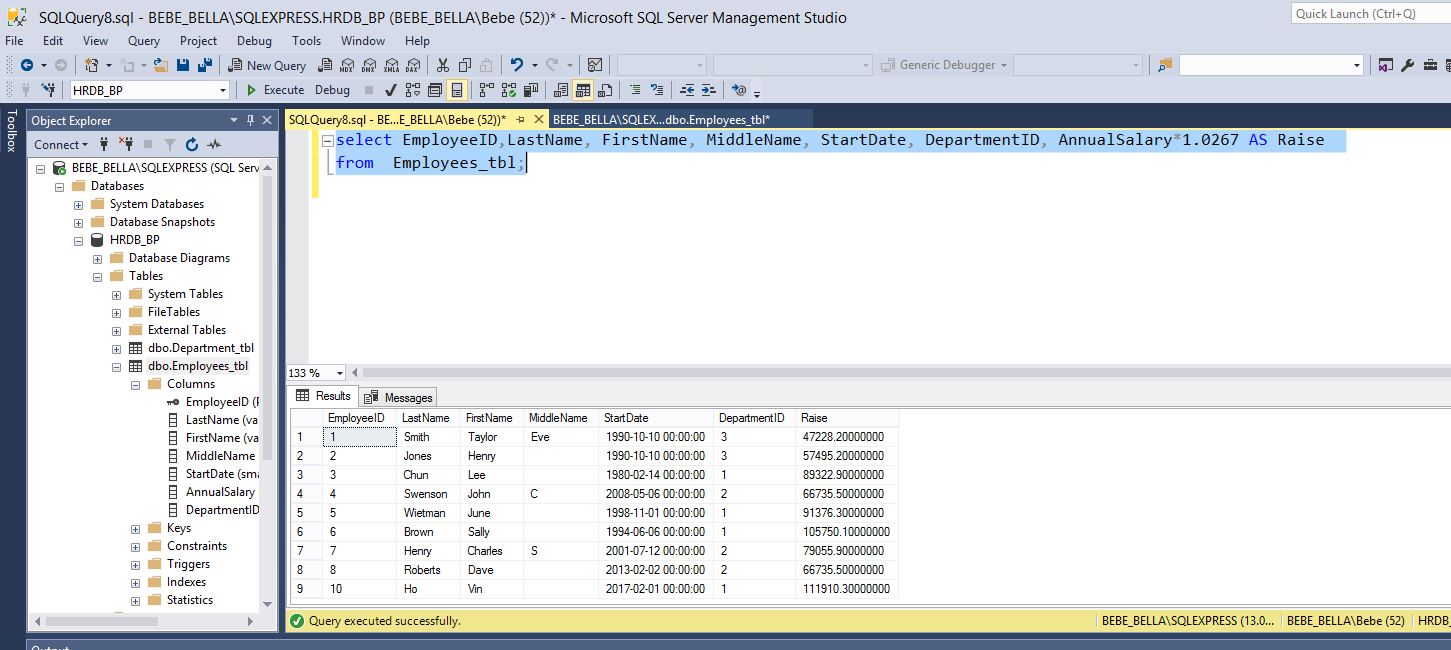 SQLQuery8.sql - BEBE_BELLA\SQLEXPRESS.HRDB_BP (BEBE_BELLA\Bebe (52))* - Microsoft SQL Server Management Studio
Quick Launch (Ctrl+Q)
File Edit View Query Project Debug Tools Window Help
New Query MDX DMX XMLA DAX Generic Debugger
HRDB_BP Execute Debug
Toolbox
Object Explorer
Connect
BEBE_BELLA\SQLEXPRESS (SQL Serv
Databases
System Databases
Database Snapshots
HRDB_BP
Database Diagrams
Tables
System Tables
FileTables
External Tables
dbo.Department_tbl
dbo.Employees_tbl
Columns
EmployeeID (P
LastName (va
FirstName (va
MiddleName
StartDate (sma
AnnualSalary
DepartmentID
Keys
Constraints
Triggers
Indexes
Statistics
SQLQuery8.sql - BE...E_BELLA\Bebe (52))* BEBE_BELLA\SQLEX...dbo.Employees_tbl*
select EmployeeID,LastName, FirstName, MiddleName, StartDate, DepartmentID, AnnualSalary*1.0267 AS Raise
from Employees_tbl;
133 %
Results Messages
EmployeeID LastName FirstName MiddleName StartDate DepartmentID Raise
1 1 Smith Taylor Eve 1990-10-10 00:00:00 3 47228.20000000
2 2 Jones Henry 1990-10-10 00:00:00 3 57495.20000000
3 3 Chun Lee 1980-02-14 00:00:00 1 89322.90000000
4 4 Swenson John C 2008-05-06 00:00:00 2 66735.50000000
5 5 Wietman June 1998-11-01 00:00:00 1 91376.30000000
6 6 Brown Sally 1994-06-06 00:00:00 1 105750.10000000
7 7 Henry Charles S 2001-07-12 00:00:00 2 79055.90000000
8 8 Roberts Dave 2013-02-02 00:00:00 2 66735.50000000
9 10 Ho Vin 2017-02-01 00:00:00 1 111910.30000000
Query executed successfully. BEBE_BELLA\SQLEXPRESS (13.0... BEBE_BELLA\Bebe (52) HRDB_
Output